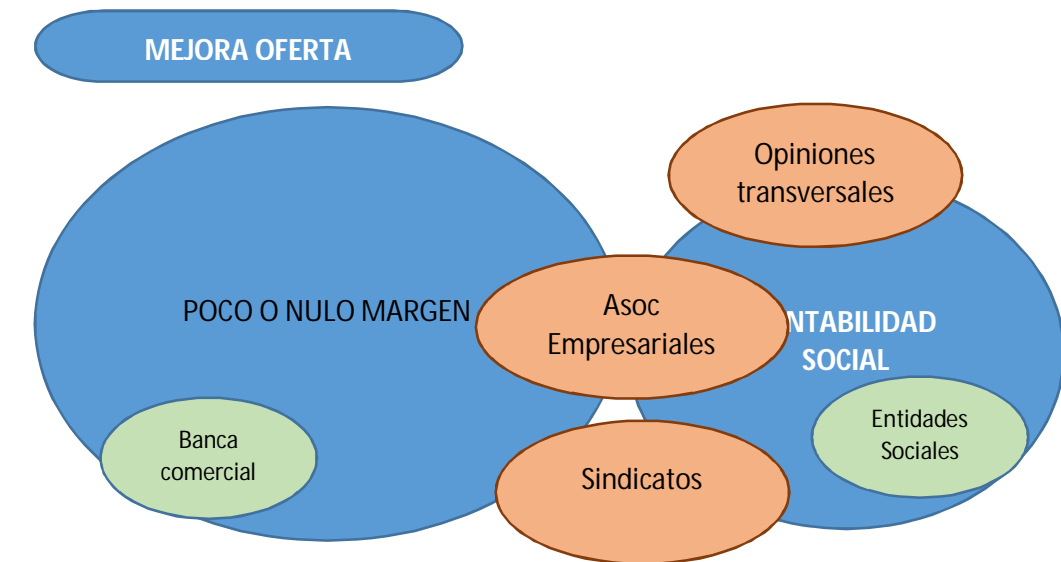 MEJORA OFERTA
Opiniones
transversales
POCO O NULO MARGEN
Asoc
Empresariales
NTABILIDAD
SOCIAL
Banca
comercial
Entidades
Sociales
Sindicatos